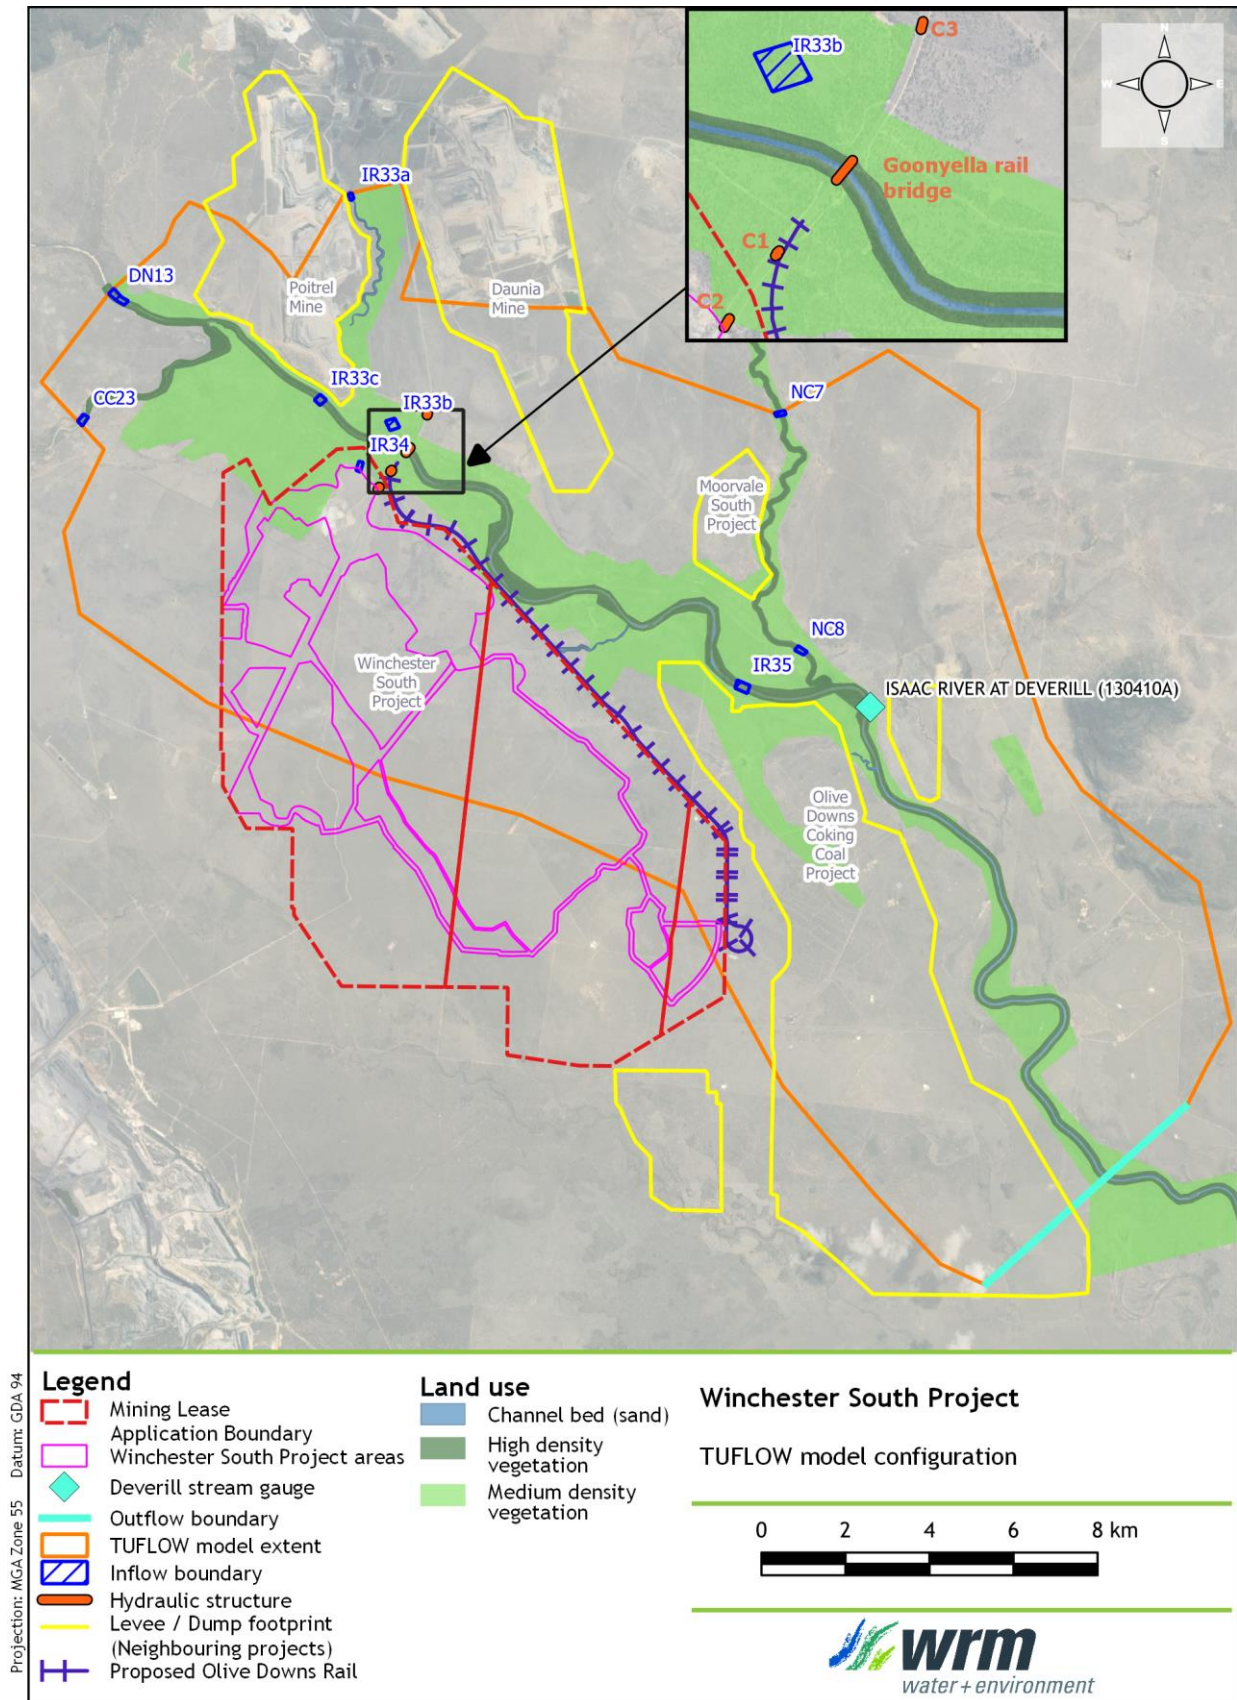 IR33b
C3
Goonyella rail
bridge
C1
C2
N
W
E
S
IR33a
DN13
Poitrel
Mine
Daunia
Mine
IR33c
CC23
IR33b
NC7
IR34
Moorvale
South
Project
NC8
Winchester
South
Project
IR35
ISAAC RIVER AT DEVERILL (130410A)
Olive
Downs
Coking
Coal
Project
Projection: MGA Zone 55 Datum: GDA 94
Legend
Mining Lease
Application Boundary
Winchester South Project areas
Deverill stream gauge
Outflow boundary
TUFLOW model extent
Inflow boundary
Hydraulic structure
Levee / Dump footprint
(Neighbouring projects)
Proposed Olive Downs Rail
Land use
Channel bed (sand)
High density
vegetation
Medium density
vegetation
Winchester South Project
TUFLOW model configuration
0 2 4 6 8 km
wrm
water + environment